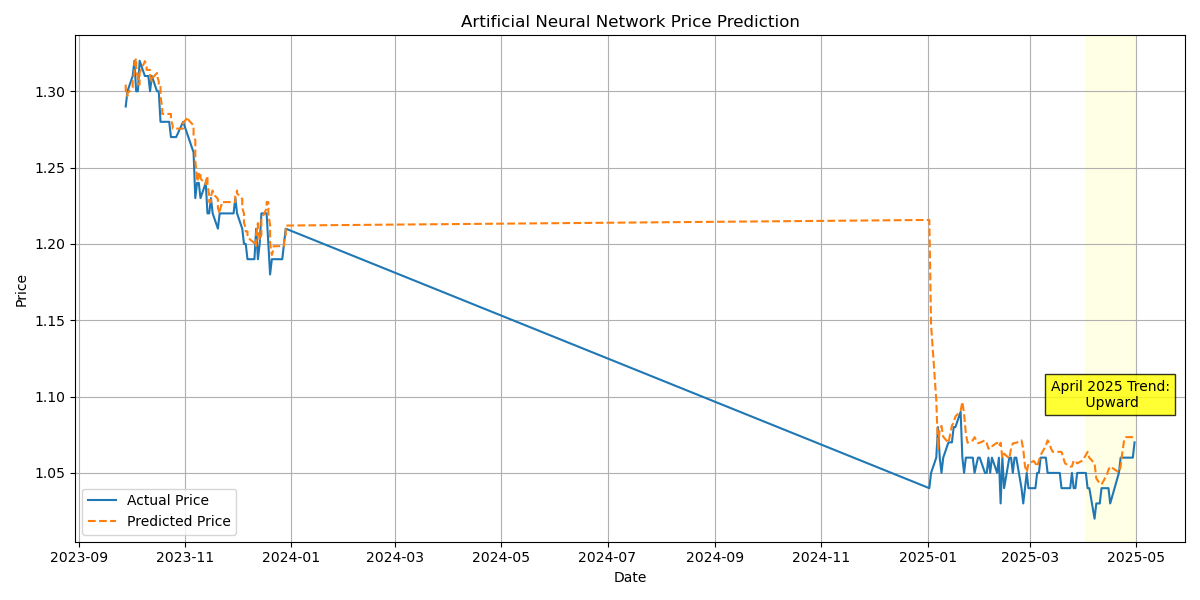 Artificial Neural Network Price Prediction
Price
1.30
1.25
1.20
1.15
1.10
1.05
April 2025 Trend:
Upward
Actual Price
Predicted Price
2023-09 2023-11 2024-01 2024-03 2024-05 2024-07 2024-09 2024-11 2025-01 2025-03 2025-05
Date